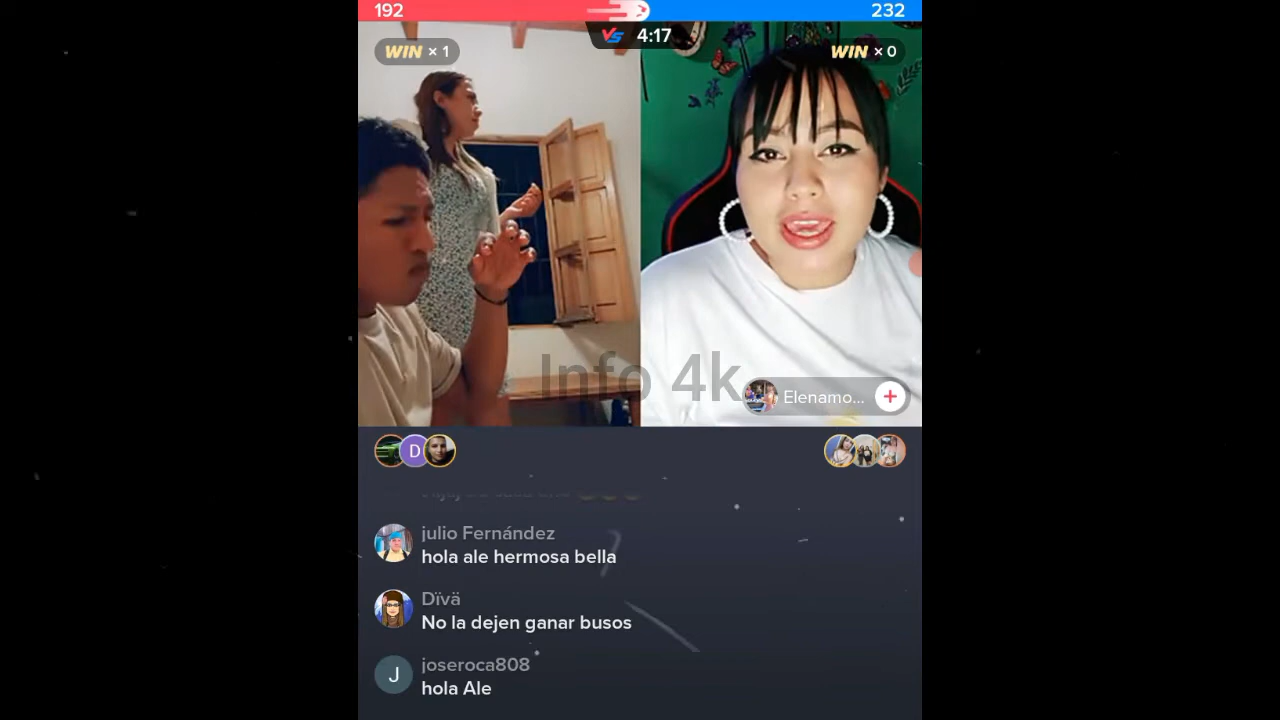 192
232
VS 4:17
WIN × 1
WIN × 0
Info 4k
Elenamo...
D
julio Fernández
hola ale hermosa bella
Dïvä
No la dejen ganar busos
J
joseroca808
hola Ale